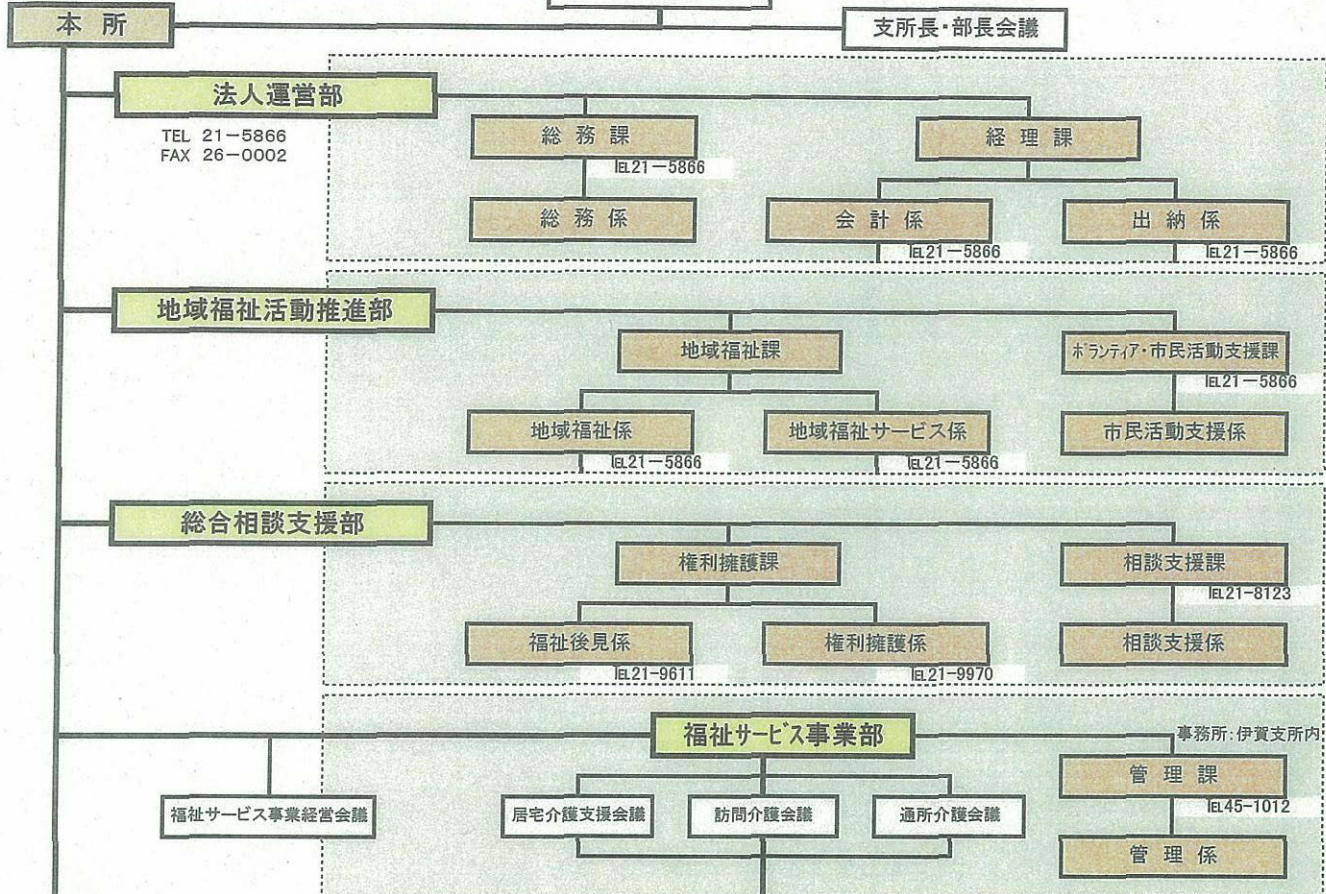 本所
支所長・部長会議
法人運営部
TEL 21-5866
FAX 26-0002
総務課
℡21-5866
総務係
経理課
会計係
℡21-5866
出納係
℡21-5866
地域福祉活動推進部
地域福祉課
ボランティア・市民活動支援課
℡21-5866
地域福祉係
℡21-5866
地域福祉サービス係
℡21-5866
市民活動支援係
総合相談支援部
権利擁護課
相談支援課
℡21-8123
福祉後見係
℡21-9611
権利擁護係
℡21-9970
相談支援係
福祉サービス事業部
事務所:伊賀支所内
管理課
℡45-1012
福祉サービス事業経営会議
居宅介護支援会議
訪問介護会議
通所介護会議
管理係